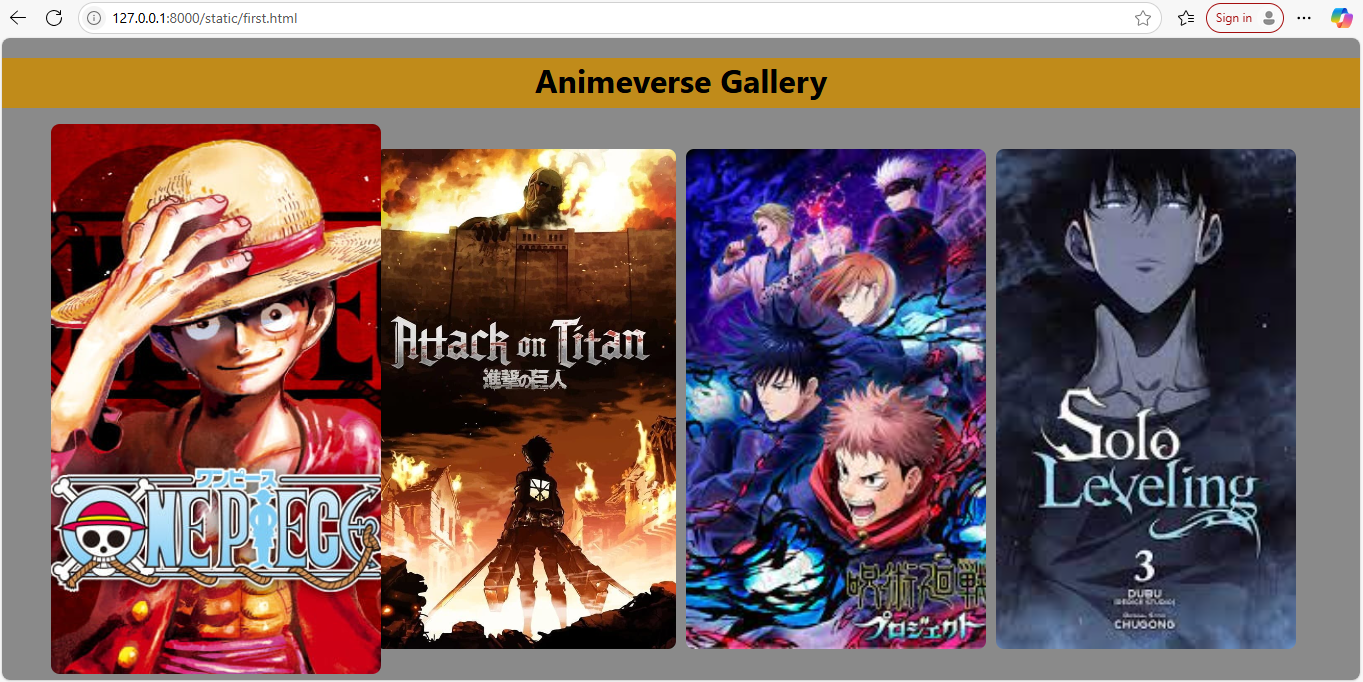 127.0.0.1:8000/static/first.html
Sign in
Animeverse Gallery
ワンピース
ONE PIECE
Attack on Titan
進撃の巨人
呪術廻戦
プロジェクト
Solo
Leveling
3
DUBU
(REDICE STUDIO)
CHUGONG